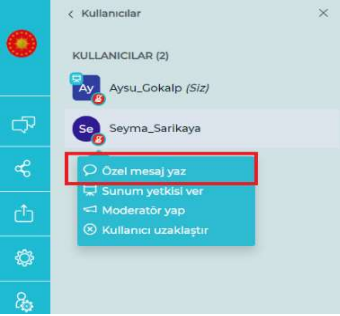 Kullanıcılar
KULLANICILAR (2)
Ay Aysu_Gokalp (Siz)
Se Seyma_Sarikaya
Özel mesaj yaz
Sunum yetkisi ver
Moderatör yap
Kullanıcı uzaklaştır